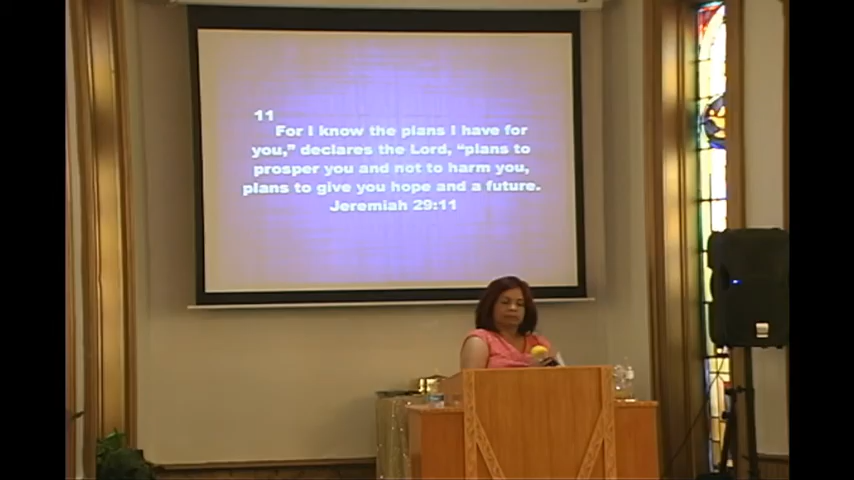 11
For I know the plans I have for
you,” declares the Lord, “plans to
prosper you and not to harm you,
plans to give you hope and a future.
Jeremiah 29:11